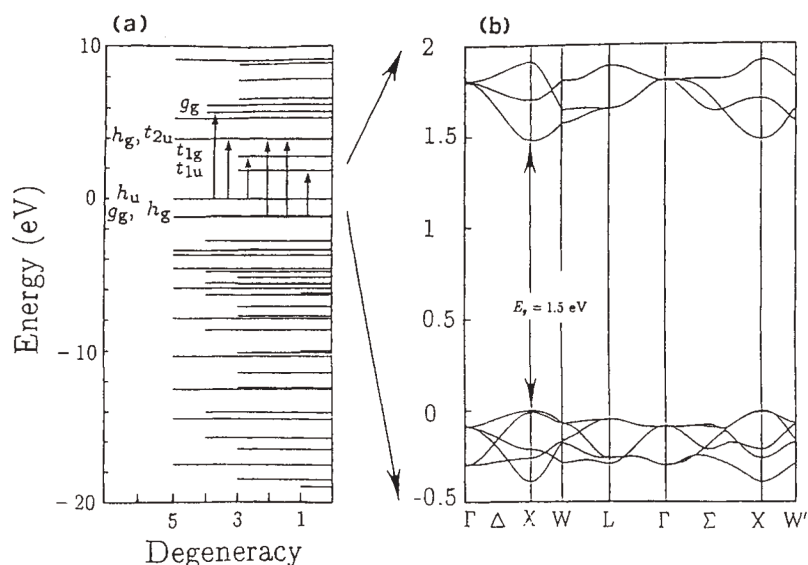 (a)
10
0
-10
-20
Energy (eV)
g_g
h_g, t_2u
t_1g
t_1u
h_u
g_g, h_g
5 3 1
Degeneracy
(b)
2
1.5
1
0.5
0
-0.5
E_g = 1.5 eV
Γ Δ X W L Γ Σ X W'